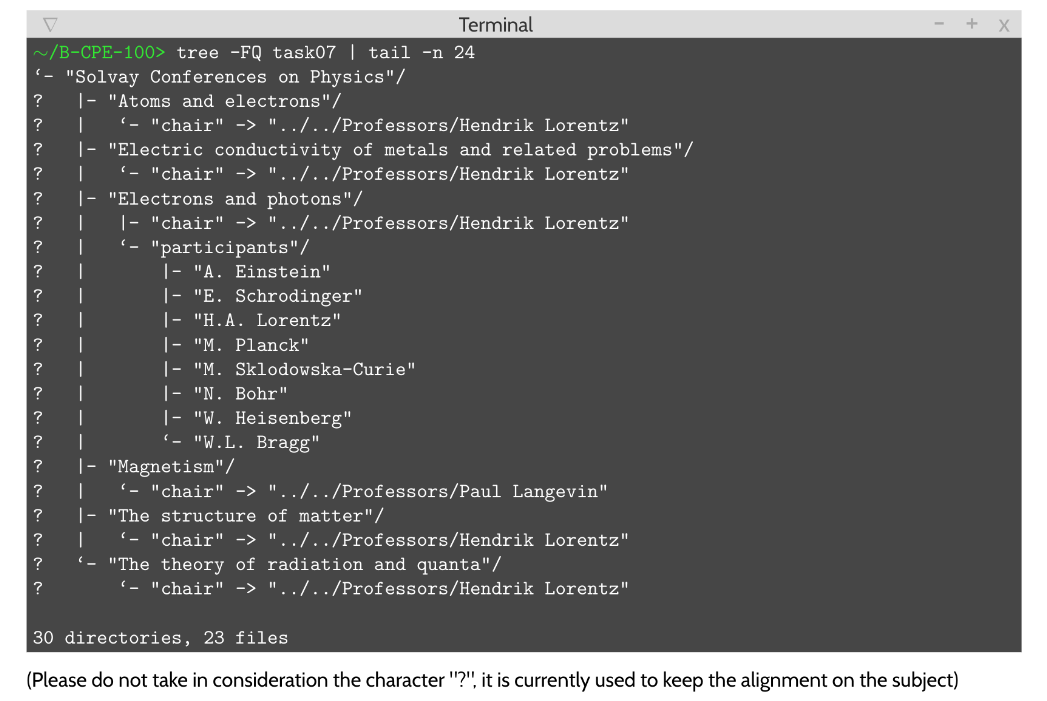 ▽ Terminal - + x
~/B-CPE-100> tree -FQ task07 | tail -n 24
‘- "Solvay Conferences on Physics"/
?   |- "Atoms and electrons"/
?   |   ‘- "chair" -> "../../Professors/Hendrik Lorentz"
?   |- "Electric conductivity of metals and related problems"/
?   |   ‘- "chair" -> "../../Professors/Hendrik Lorentz"
?   |- "Electrons and photons"/
?   |   |- "chair" -> "../../Professors/Hendrik Lorentz"
?   |   ‘- "participants"/
?   |       |- "A. Einstein"
?   |       |- "E. Schrodinger"
?   |       |- "H.A. Lorentz"
?   |       |- "M. Planck"
?   |       |- "M. Sklodowska-Curie"
?   |       |- "N. Bohr"
?   |       |- "W. Heisenberg"
?   |       ‘- "W.L. Bragg"
?   |- "Magnetism"/
?   |   ‘- "chair" -> "../../Professors/Paul Langevin"
?   |- "The structure of matter"/
?   |   ‘- "chair" -> "../../Professors/Hendrik Lorentz"
?   ‘- "The theory of radiation and quanta"/
?       ‘- "chair" -> "../../Professors/Hendrik Lorentz"
30 directories, 23 files
(Please do not take in consideration the character "?", it is currently used to keep the alignment on the subject)